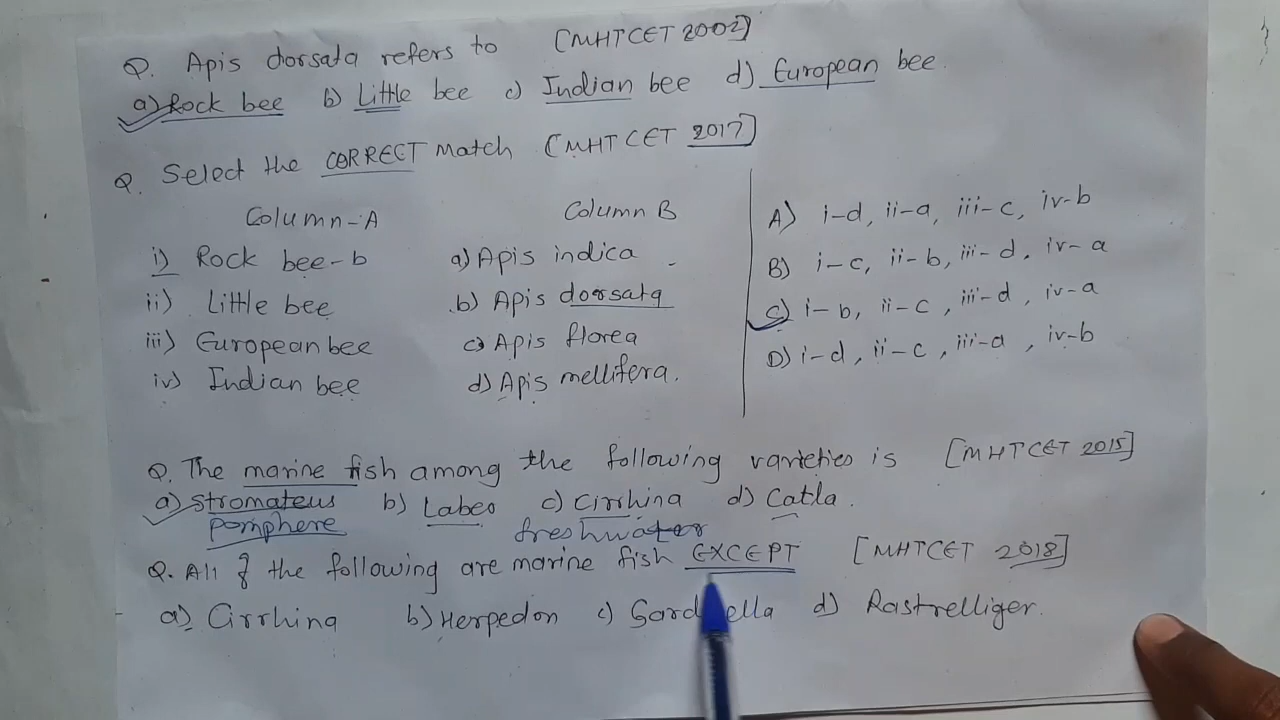 Q. Apis dorsata refers to [MHTCET 2002]
a) Rock bee b) Little bee c) Indian bee d) European bee.
Q. Select the CORRECT Match [MHTCET 2017]
Column-A Column B
i) Rock bee-b a) Apis indica
ii) Little bee b) Apis dorsata
iii) European bee c) Apis florea
iv) Indian bee d) Apis mellifera.
A) i-d, ii-a, iii-c, iv-b
B) i-c, ii-b, iii-d, iv-a
C) i-b, ii-c, iii-d, iv-a
D) i-d, ii-c, iii-a, iv-b
Q. The marine fish among the following varieties is [MHTCET 2015]
a) Stromateus b) Labeo c) Cirrhina d) Catla.
Pomphere freshwater
Q. All of the following are marine fish EXCEPT [MHTCET 2018]
a) Cirrhina b) Herpedon c) d) Rastrelliger.